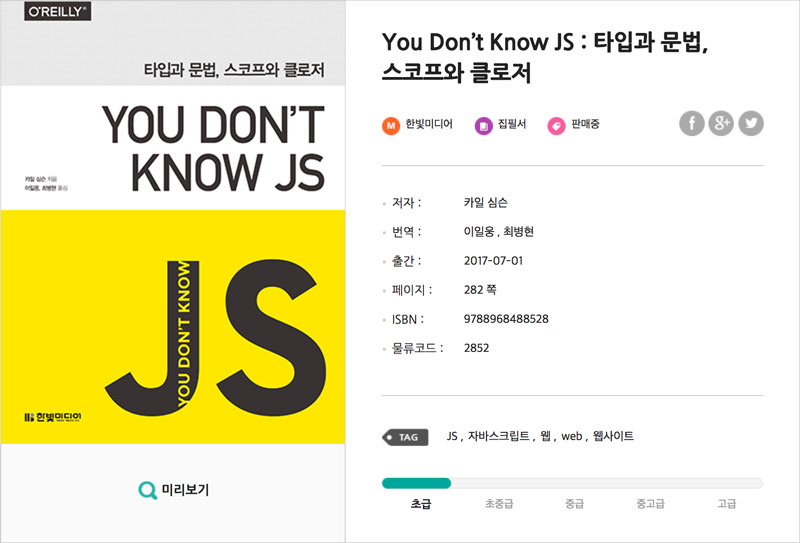 O'REILLY®
타입과 문법, 스코프와 클로저
YOU DON'T
KNOW JS
카일 심슨 지음
이일웅, 최병현 옮김
JS
YOU DON'T KNOW
한빛미디어
미리보기
You Don't Know JS : 타입과 문법,
스코프와 클로저
M 한빛미디어 집필서 판매중
f g+
저자 : 카일 심슨
번역 : 이일웅 , 최병현
출간 : 2017-07-01
페이지 : 282 쪽
ISBN : 9788968488528
물류코드 : 2852
TAG JS , 자바스크립트 , 웹 , web , 웹사이트
초급 초중급 중급 중고급 고급